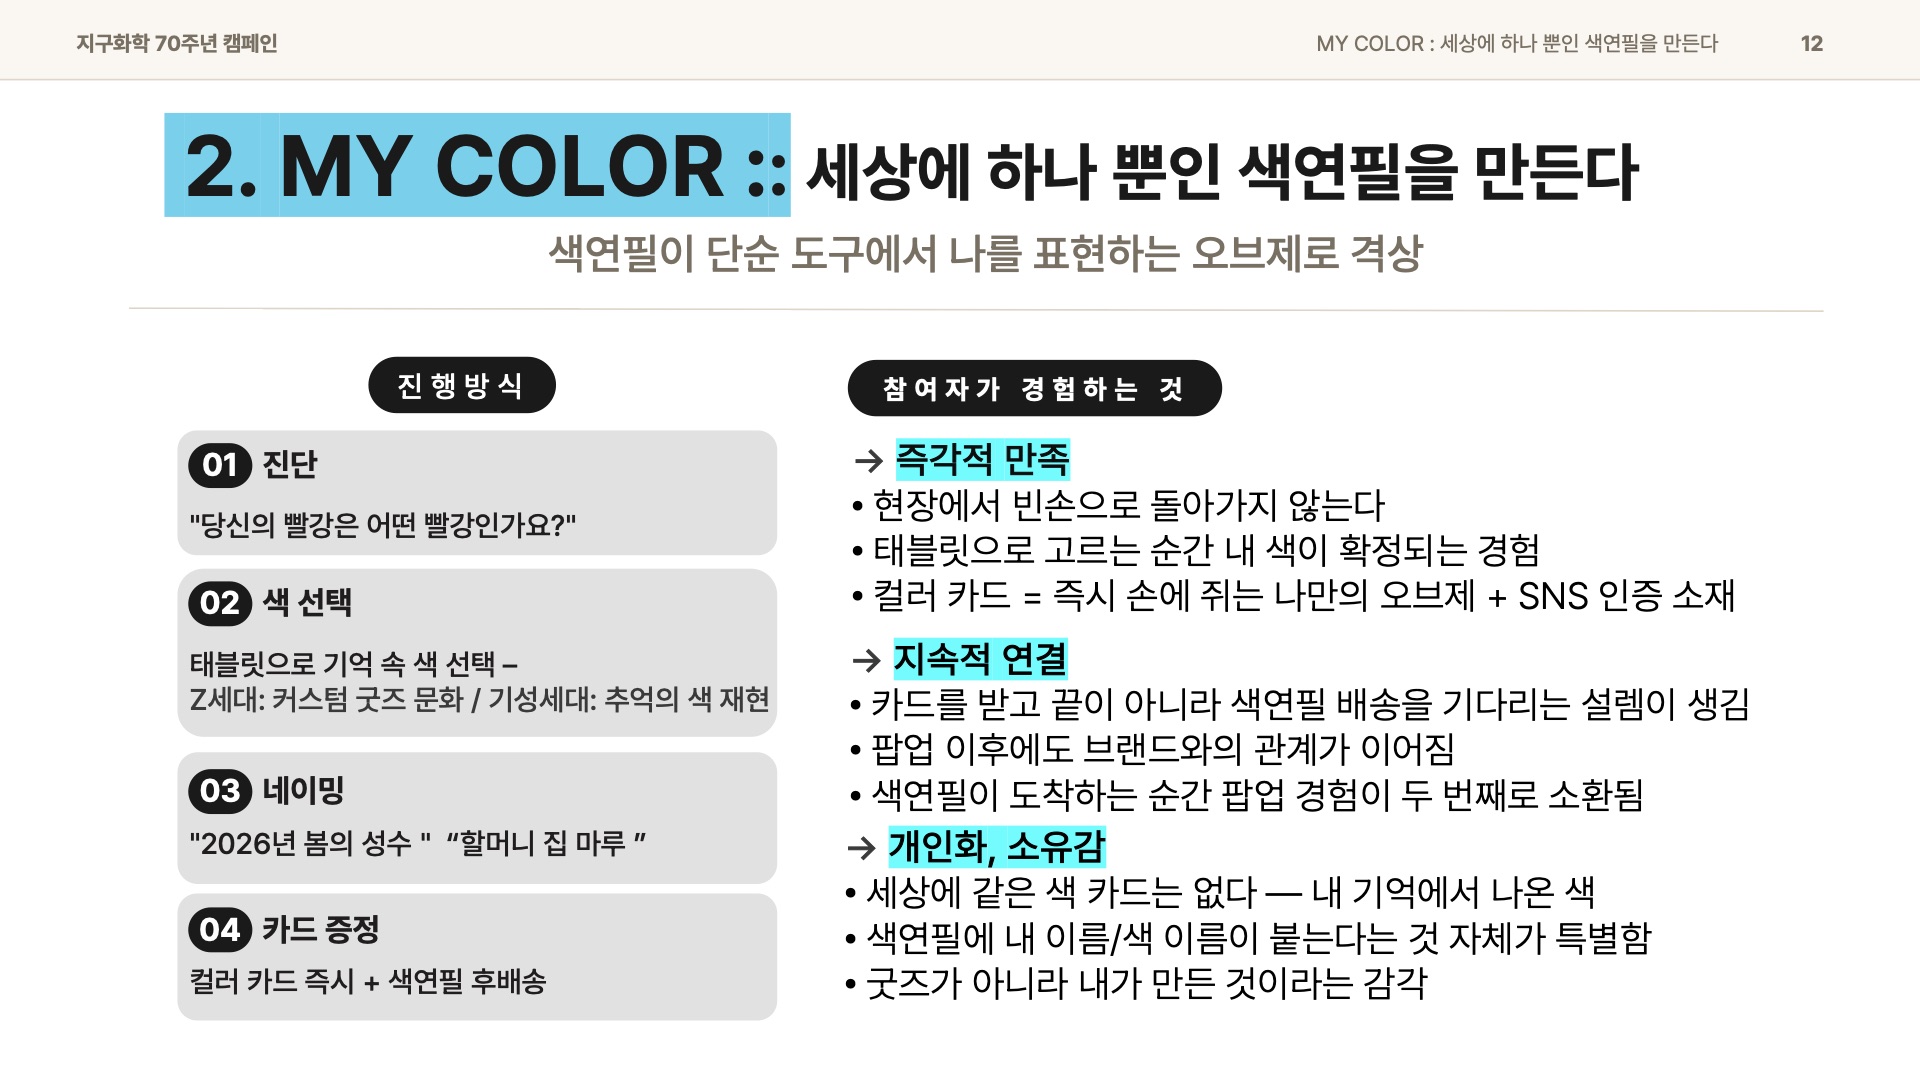 지구화학 70주년 캠페인
MY COLOR : 세상에 하나 뿐인 색연필을 만든다
12
2. MY COLOR :: 세상에 하나 뿐인 색연필을 만든다
색연필이 단순 도구에서 나를 표현하는 오브제로 격상
진행방식
01 진단
"당신의 빨강은 어떤 빨강인가요?"
02 색 선택
태블릿으로 기억 속 색 선택 –
Z세대: 커스텀 굿즈 문화 / 기성세대: 추억의 색 재현
03 네이밍
"2026년 봄의 성수 "  “할머니 집 마루 ”
04 카드 증정
컬러 카드 즉시 + 색연필 후배송
참여자가 경험하는 것
→ 즉각적 만족
• 현장에서 빈손으로 돌아가지 않는다
• 태블릿으로 고르는 순간 내 색이 확정되는 경험
• 컬러 카드 = 즉시 손에 쥐는 나만의 오브제 + SNS 인증 소재
→ 지속적 연결
• 카드를 받고 끝이 아니라 색연필 배송을 기다리는 설렘이 생김
• 팝업 이후에도 브랜드와의 관계가 이어짐
• 색연필이 도착하는 순간 팝업 경험이 두 번째로 소환됨
→ 개인화, 소유감
• 세상에 같은 색 카드는 없다 — 내 기억에서 나온 색
• 색연필에 내 이름/색 이름이 붙는다는 것 자체가 특별함
• 굿즈가 아니라 내가 만든 것이라는 감각